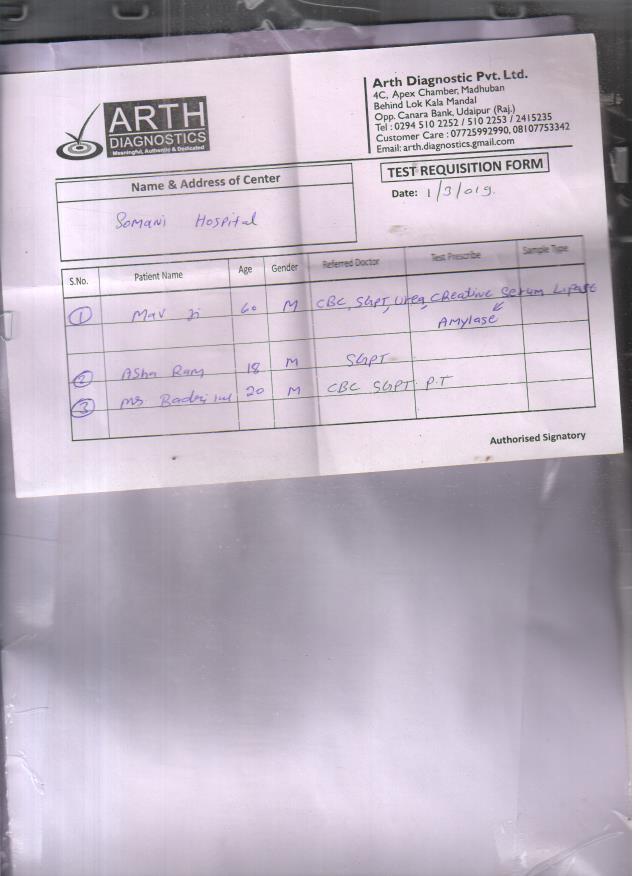 ARTH
DIAGNOSTICS
Meaningful, Authentic & Dedicated
Arth Diagnostic Pvt. Ltd.
4C, Apex Chamber, Madhuban
Behind Lok Kala Mandal
Opp. Canara Bank, Udaipur (Raj.)
Tel : 0294 510 2252 / 510 2253 / 2415235
Customer Care : 07725992990, 08107753342
Email: arth.diagnostics.gmail.com
TEST REQUISITION FORM
Date: 1/3/019.
Name & Address of Center
Somani Hospital
S.No. Patient Name Age Gender Referred Doctor Test Prescribe Sample Type
1 Mav Ji 60 M CBC, SGPT, Urea, CReative Serum Lipase
Amylase
2 Asha Ram 18 M SGPT
3 Mrs 20 M CBC SGPT P.T
Authorised Signatory